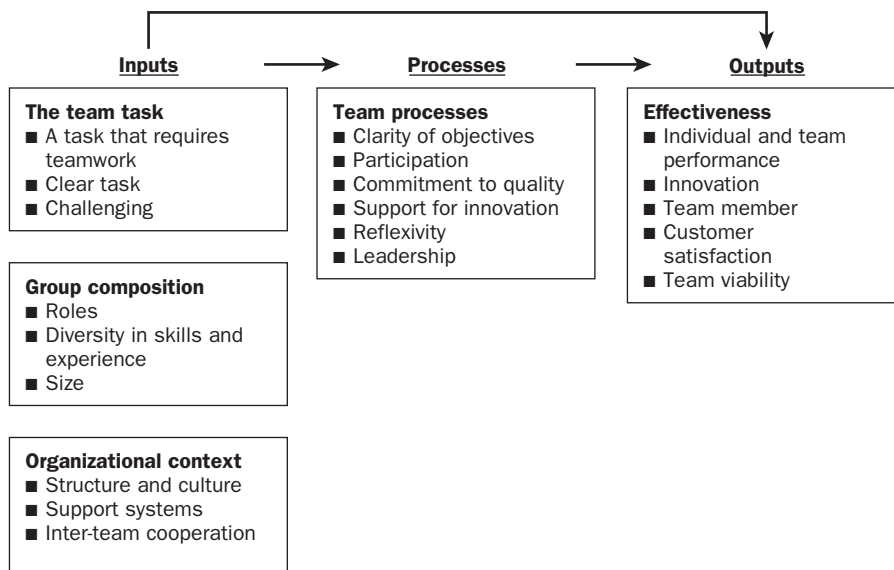 Inputs
Processes
Outputs
The team task
■ A task that requires
teamwork
■ Clear task
■ Challenging
Group composition
■ Roles
■ Diversity in skills and
experience
■ Size
Organizational context
■ Structure and culture
■ Support systems
■ Inter-team cooperation
Team processes
■ Clarity of objectives
■ Participation
■ Commitment to quality
■ Support for innovation
■ Reflexivity
■ Leadership
Effectiveness
■ Individual and team
performance
■ Innovation
■ Team member
■ Customer
satisfaction
■ Team viability